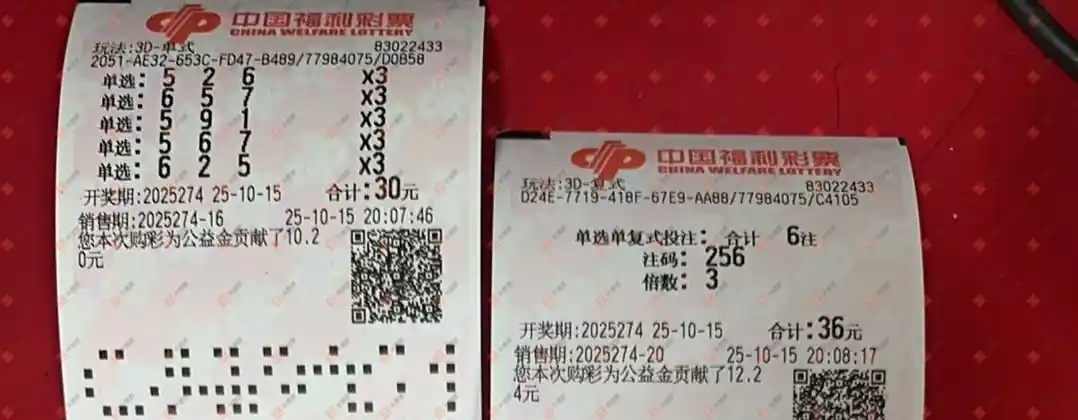 中国福利彩票
CHINA WELFARE LOTTERY
玩法:3D-单式 83022433
2051-AE32-653C-FD47-B489/77984075/D0B58
单选: 5 2 6 x3
单选: 6 5 7 x3
单选: 5 9 1 x3
单选: 5 6 7 x3
单选: 6 2 5 x3
开奖期:2025274 25-10-15 合计:30元
销售期:2025274-16 25-10-15 20:07:46
您本次购彩为公益金贡献了10.2
0元
中国福利彩票
CHINA WELFARE LOTTERY
玩法:3D-复式 83022433
D24E-7719-418F-67E9-AA88/77984075/C4105
单选单复式投注: 合计 6注
注码: 256
倍数: 3
开奖期:2025274 25-10-15 合计:36元
销售期:2025274-20 25-10-15 20:08:17
您本次购彩为公益金贡献了12.2
4元